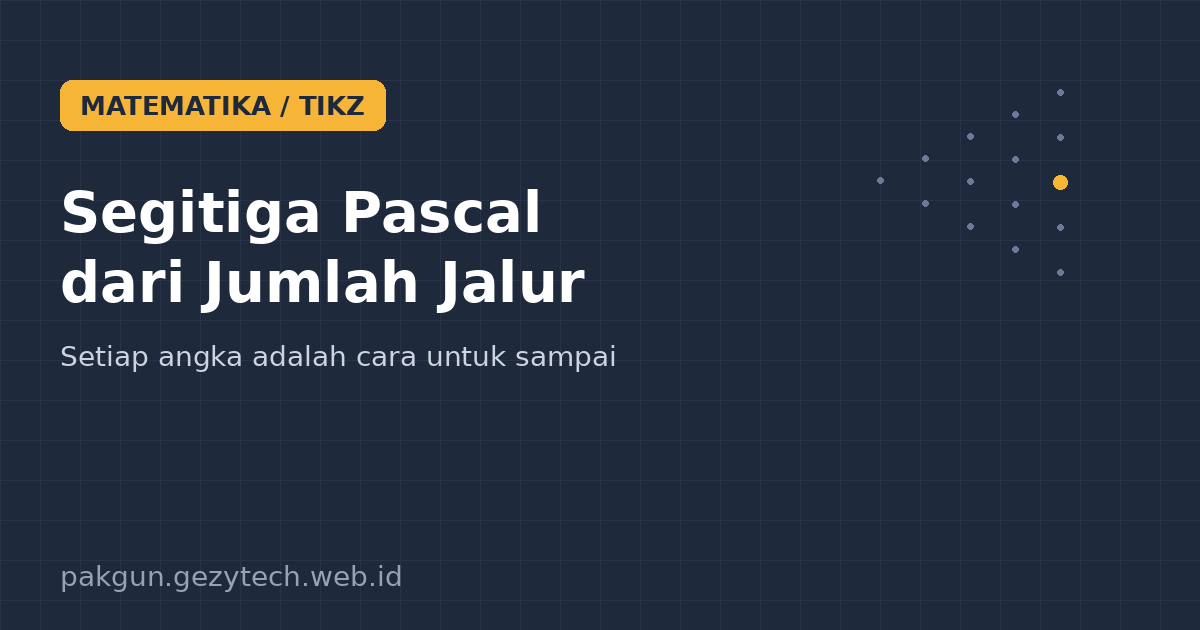 MATEMATIKA / TIKZ
Segitiga Pascal
dari Jumlah Jalur
Setiap angka adalah cara untuk sampai
pakgun.gezytech.web.id